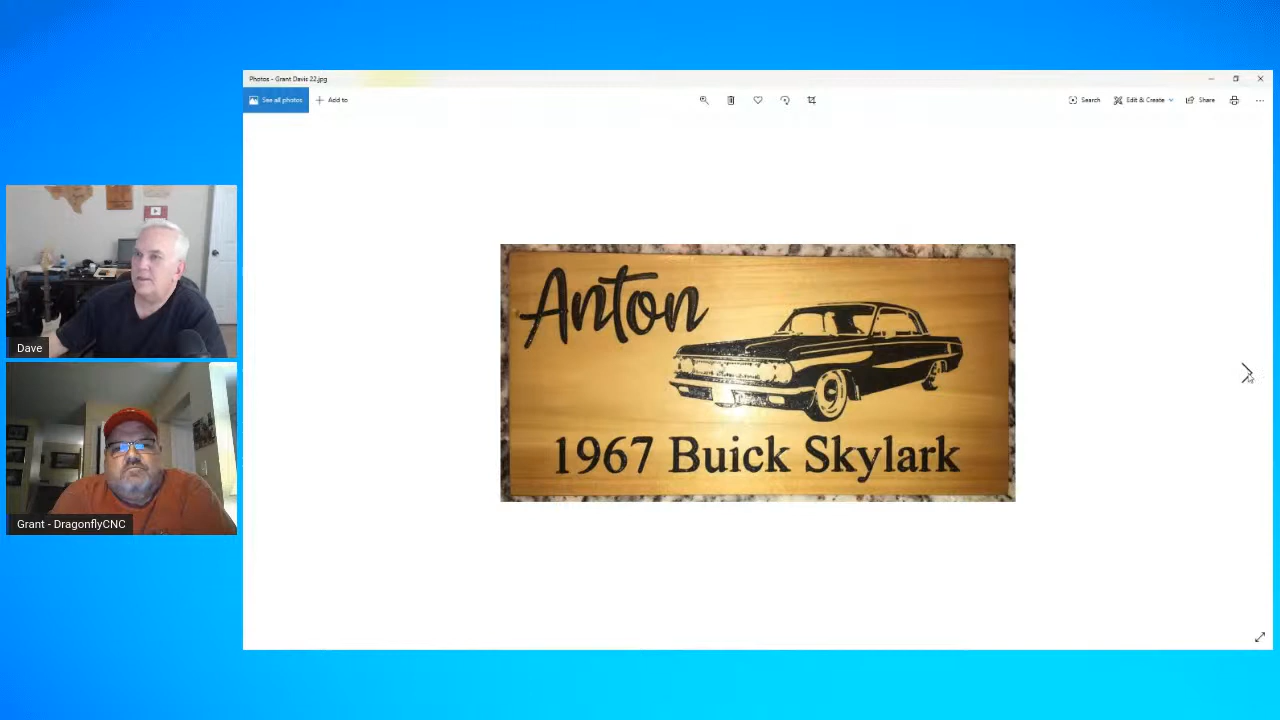 Photos - Grant Davis 22.jpg
See all photos
Add to
Search
Edit & Create
Share
Anton
1967 Buick Skylark
Dave
Grant - DragonflyCNC